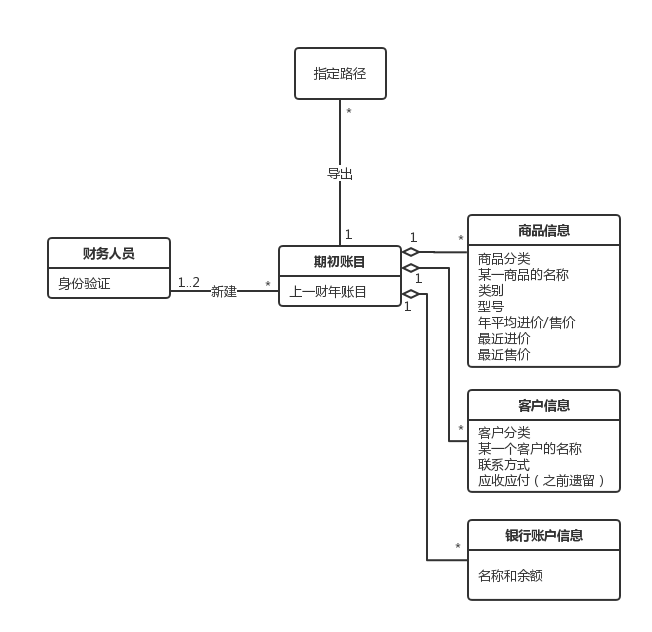 指定路径
*
导出
1
财务人员
身份验证
1..2
新建
*
期初账目
上一财年账目
1
*
1
1
商品信息
商品分类
某一商品的名称
类别
型号
年平均进价/售价
最近进价
最近售价
*
客户信息
客户分类
某一个客户的名称
联系方式
应收应付（之前遗留）
*
银行账户信息
名称和余额